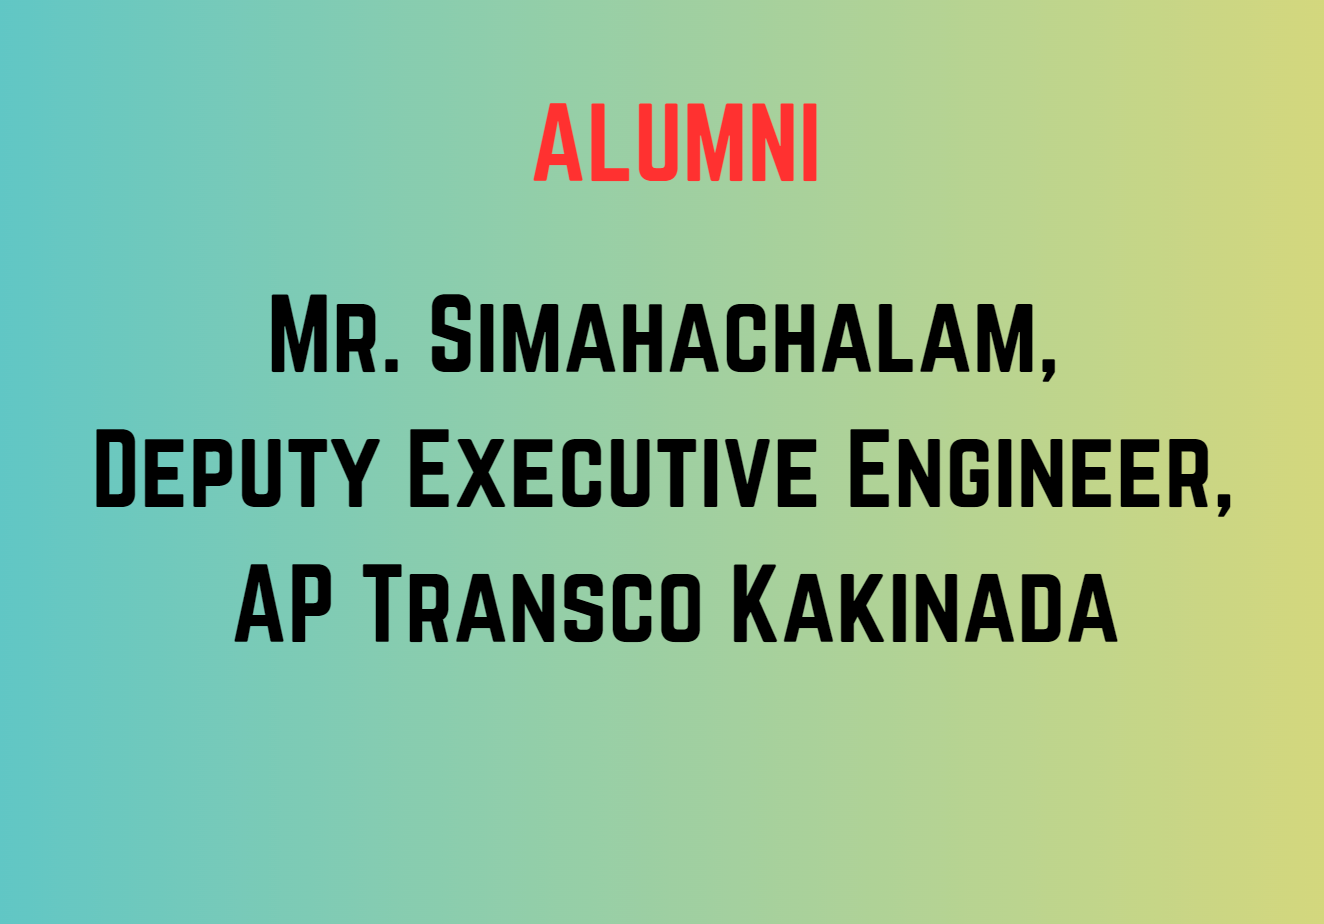 ALUMNI
Mr. Simahachalam,
Deputy Executive Engineer,
AP Transco Kakinada